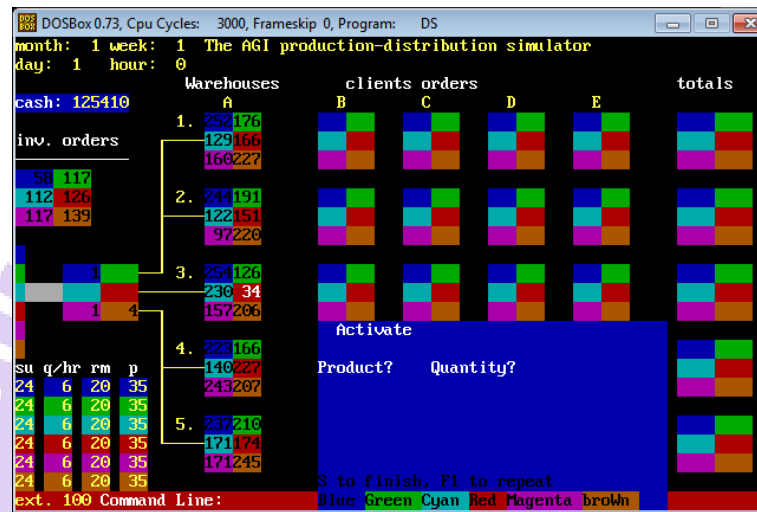 DOSBox 0.73, Cpu Cycles: 3000, Frameskip 0, Program: DS
month: 1 week: 1 The AGI production-distribution simulator
day: 1 hour: 0
Warehouses clients orders totals
cash: 125410 A B C D E
1. 252 176
inv. orders 129 166
160 227
58 117
112 126 2. 244 191
117 139 122 151
97 220
1 3. 254 126
230 34
1 4 157 206
Activate
4. 223 166
su q/hr rm p 140 227 Product? Quantity?
24 6 20 35 243 207
24 6 20 35
24 6 20 35 5. 237 210
24 6 20 35 171 174
24 6 20 35 171 245
24 6 20 35 S to finish, F1 to repeat
ext. 100 Command Line: Blue Green Cyan Red Magenta broWn